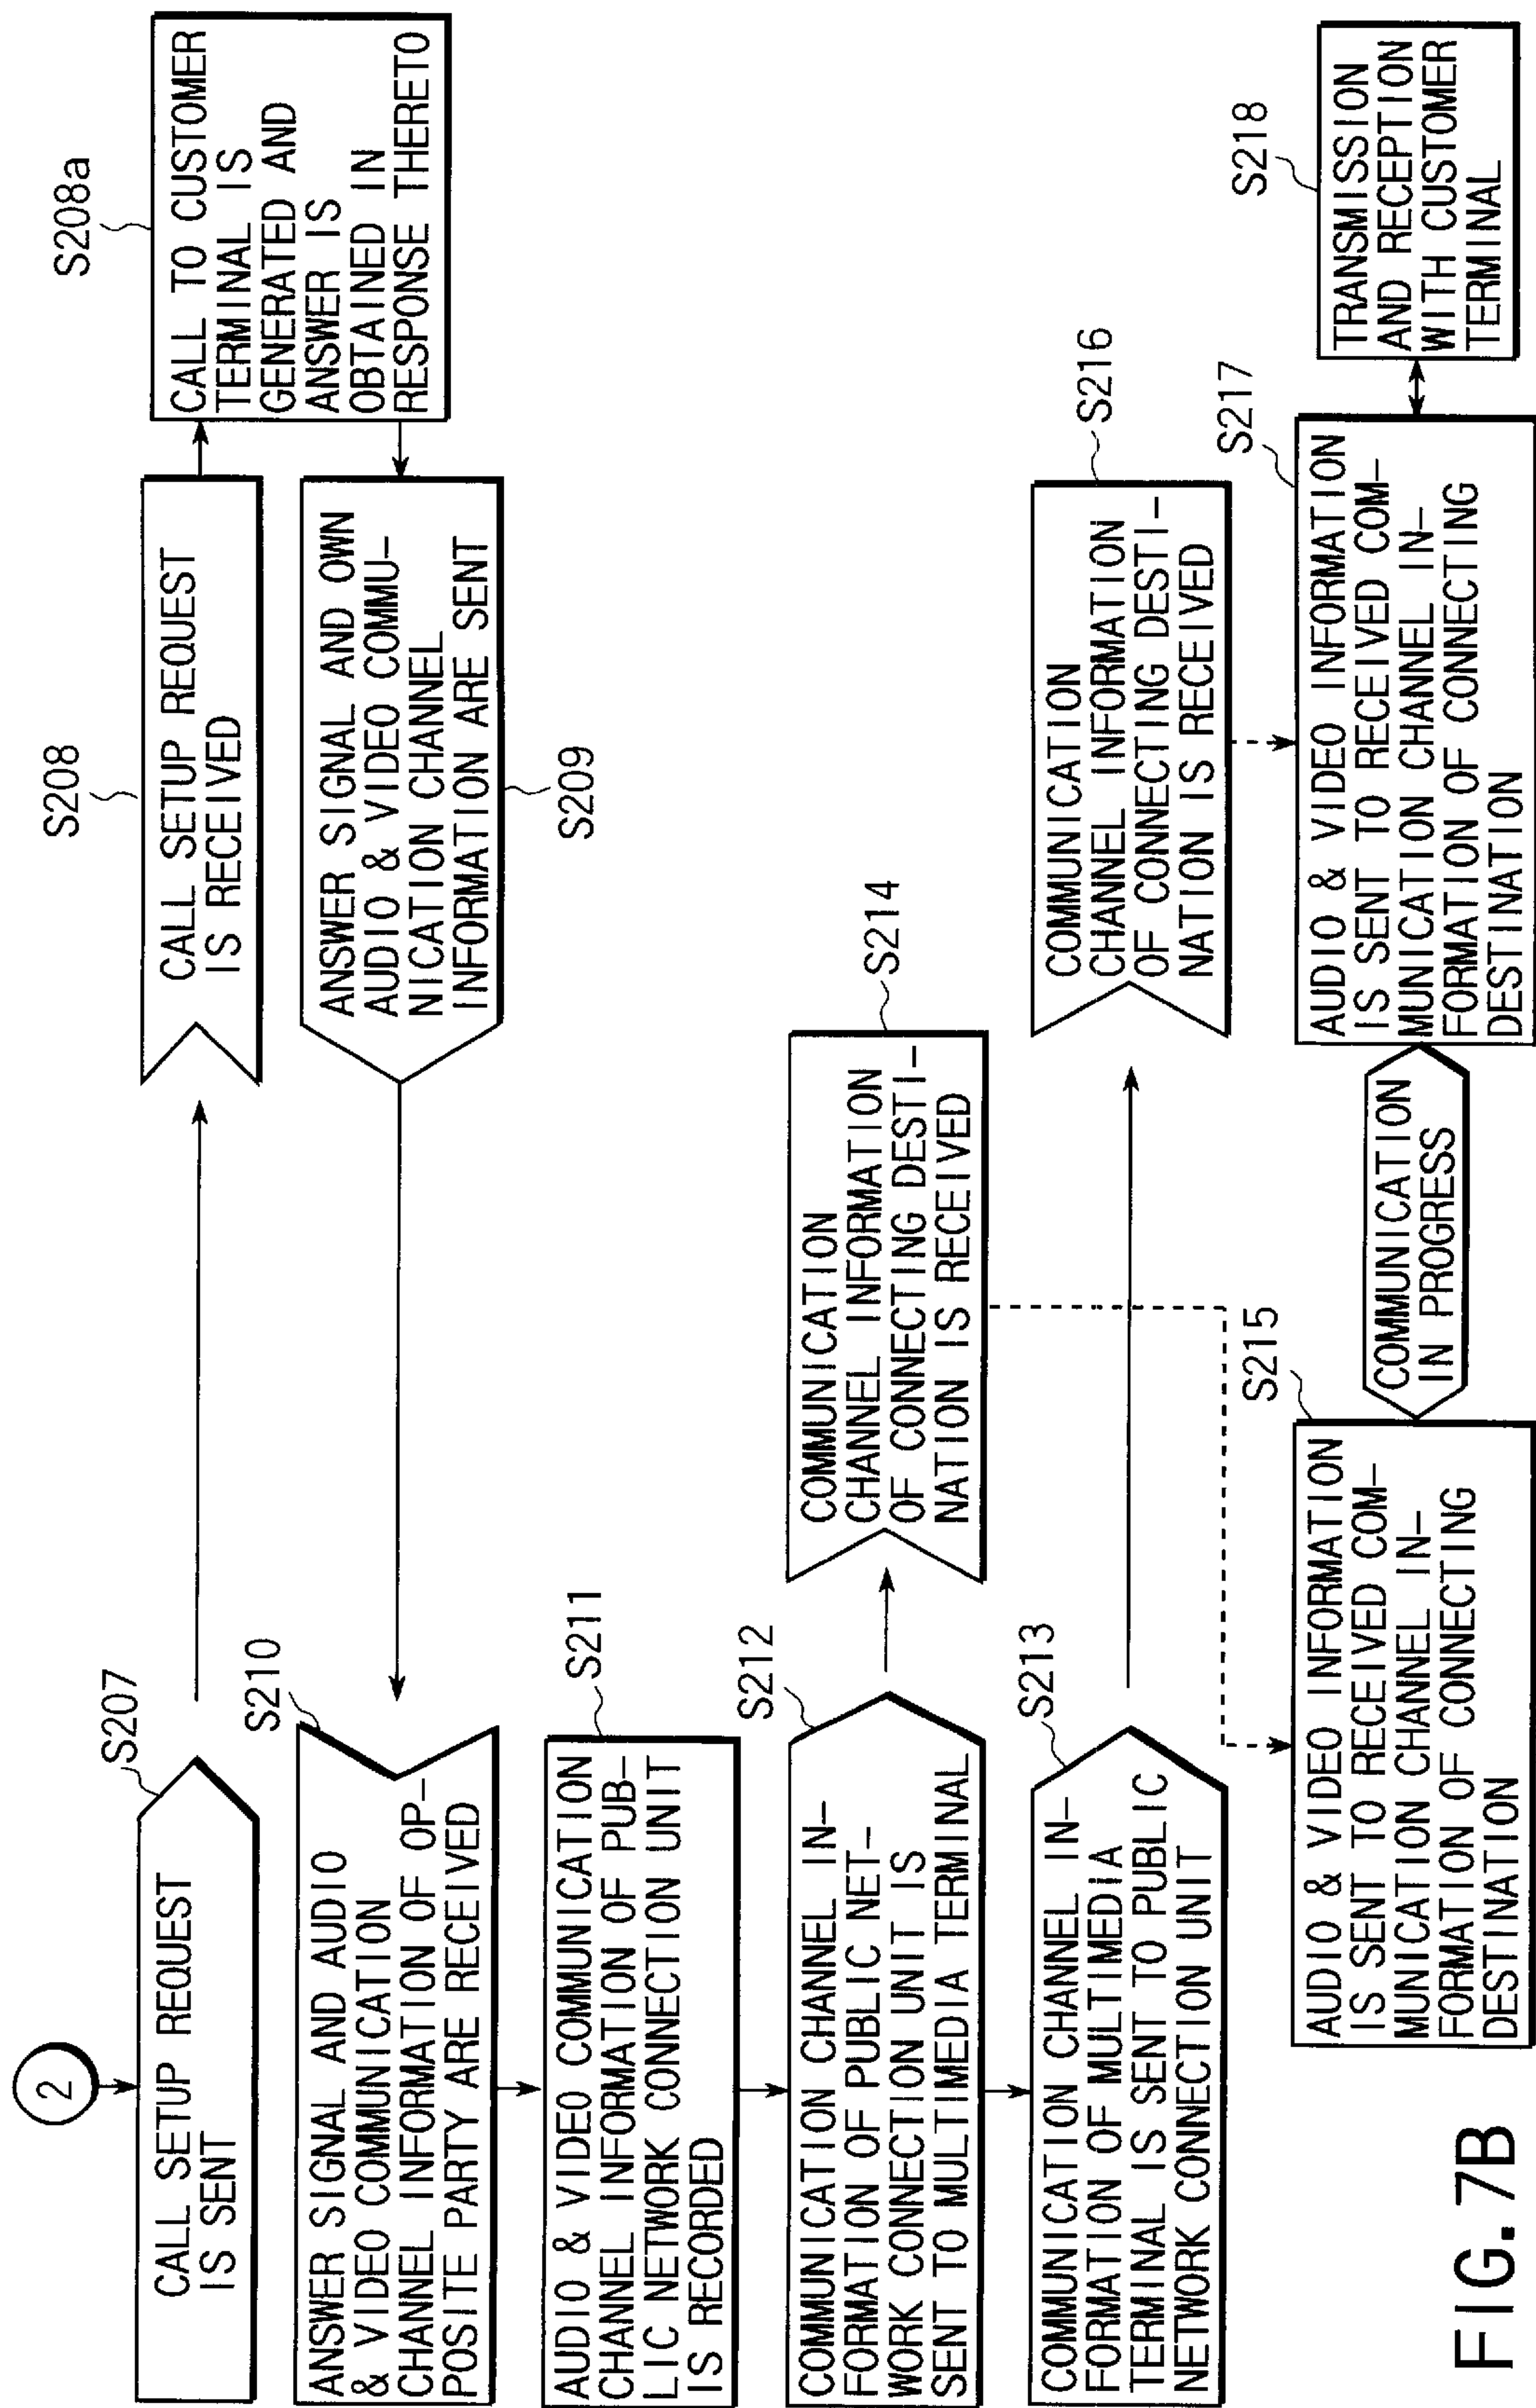 2
S207
CALL SETUP REQUEST
IS SENT
S208
CALL SETUP REQUEST
IS RECEIVED
S208a
CALL TO CUSTOMER
TERMINAL IS
GENERATED AND
ANSWER IS
OBTAINED IN
RESPONSE THERETO
S210
ANSWER SIGNAL AND AUDIO
& VIDEO COMMUNICATION
CHANNEL INFORMATION OF OP-
POSITE PARTY ARE RECEIVED
ANSWER SIGNAL AND OWN
AUDIO & VIDEO COMMU-
NICATION CHANNEL
INFORMATION ARE SENT
S209
S211
AUDIO & VIDEO COMMUNICATION
CHANNEL INFORMATION OF PUB-
LIC NETWORK CONNECTION UNIT
IS RECORDED
S212
COMMUNICATION CHANNEL IN-
FORMATION OF PUBLIC NET-
WORK CONNECTION UNIT IS
SENT TO MULTIMEDIA TERMINAL
S214
COMMUNICATION
CHANNEL INFORMATION
OF CONNECTING DESTI-
NATION IS RECEIVED
S213
COMMUNICATION CHANNEL IN-
FORMATION OF MULTIMEDIA
TERMINAL IS SENT TO PUBLIC
NETWORK CONNECTION UNIT
S216
COMMUNICATION
CHANNEL INFORMATION
OF CONNECTING DESTI-
NATION IS RECEIVED
S215
AUDIO & VIDEO INFORMATION
IS SENT TO RECEIVED COM-
MUNICATION CHANNEL IN-
FORMATION OF CONNECTING
DESTINATION
COMMUNICATION
IN PROGRESS
S217
AUDIO & VIDEO INFORMATION
IS SENT TO RECEIVED COM-
MUNICATION CHANNEL IN-
FORMATION OF CONNECTING
DESTINATION
S218
TRANSMISSION
AND RECEPTION
WITH CUSTOMER
TERMINAL
FIG. 7B